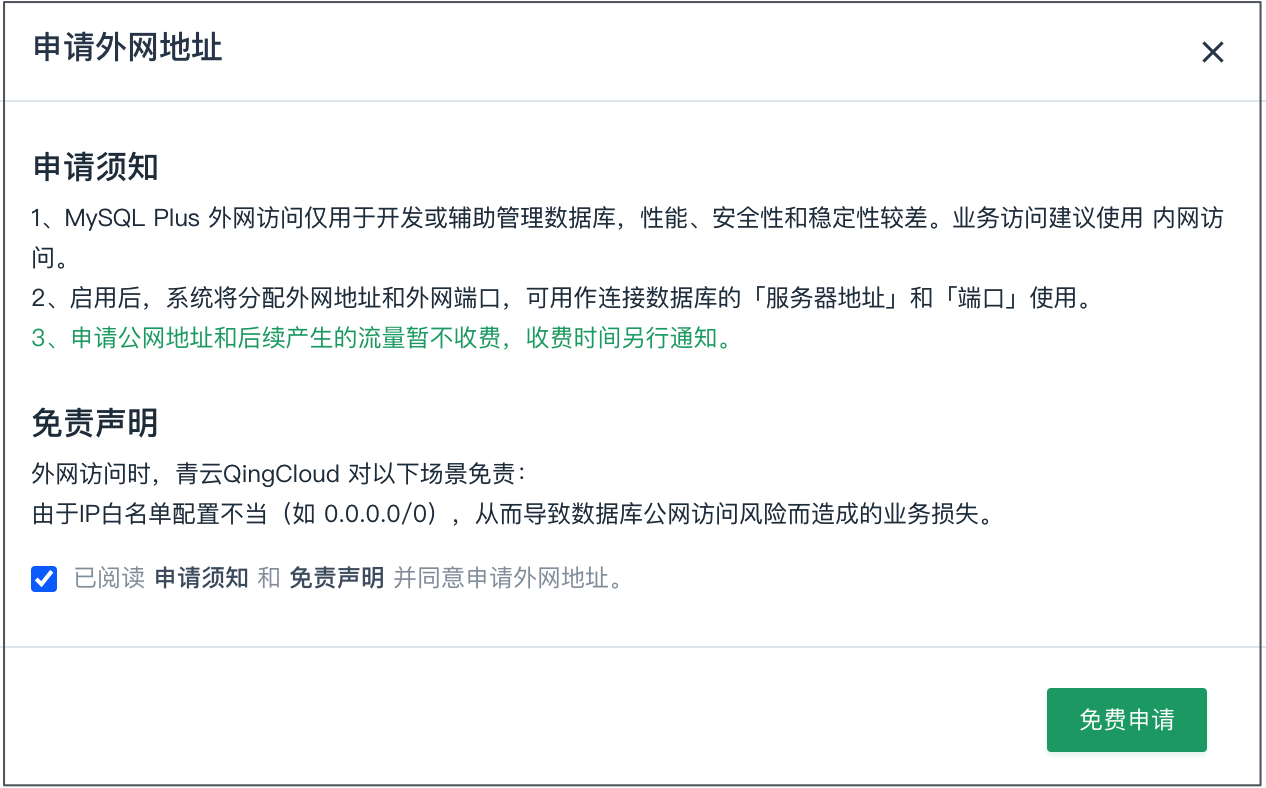 申请外网地址
申请须知
1、MySQL Plus 外网访问仅用于开发或辅助管理数据库，性能、安全性和稳定性较差。业务访问建议使用 内网访
问。
2、启用后，系统将分配外网地址和外网端口，可用作连接数据库的「服务器地址」和「端口」使用。
3、申请公网地址和后续产生的流量暂不收费，收费时间另行通知。
免责声明
外网访问时，青云QingCloud 对以下场景免责：
由于IP白名单配置不当（如 0.0.0.0/0），从而导致数据库公网访问风险而造成的业务损失。
已阅读 申请须知 和 免责声明 并同意申请外网地址。
免费申请